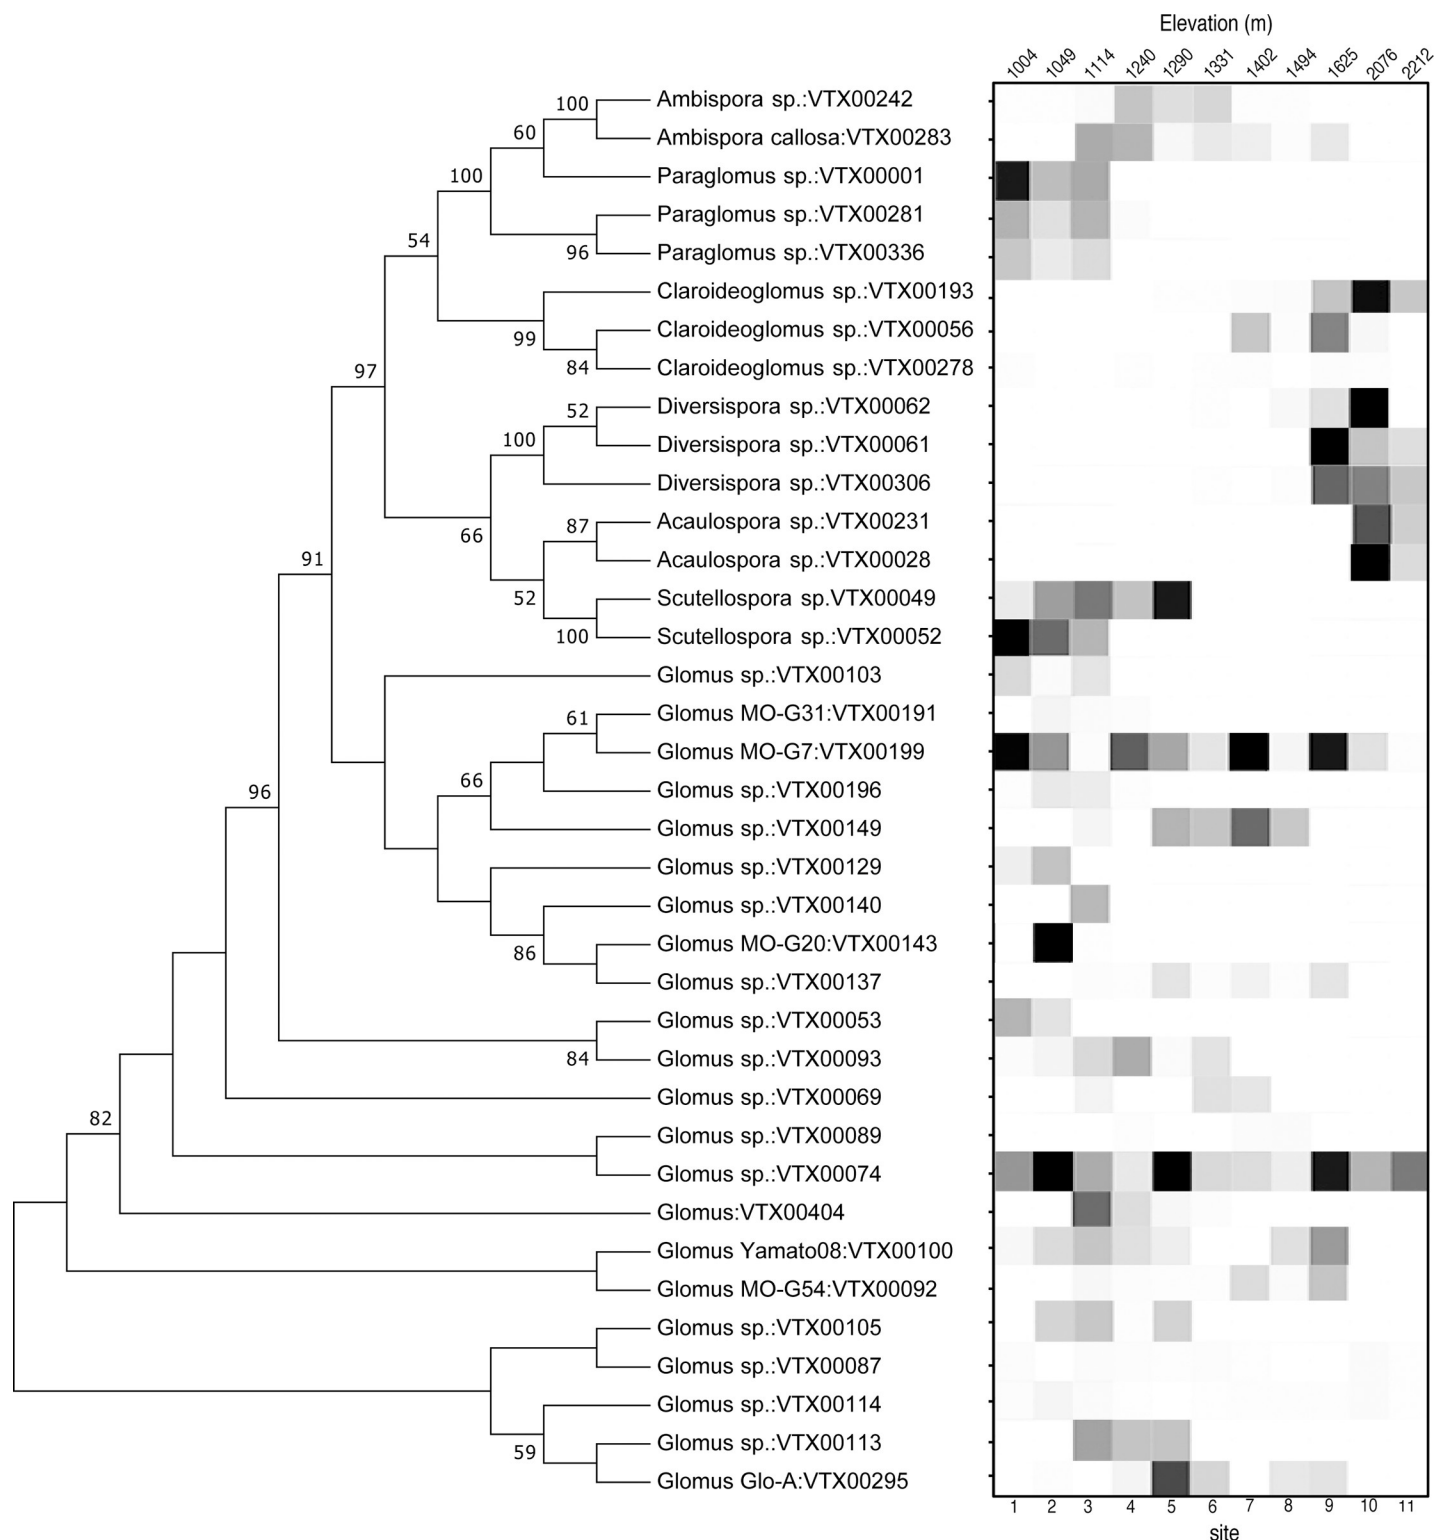 Elevation (m)
1004 1049 1114 1240 1290 1331 1402 1494 1625 2076 2212
100 Ambispora sp.:VTX00242
60 Ambispora callosa:VTX00283
100 Paraglomus sp.:VTX00001
Paraglomus sp.:VTX00281
54 96 Paraglomus sp.:VTX00336
Claroideoglomus sp.:VTX00193
99 Claroideoglomus sp.:VTX00056
97 84 Claroideoglomus sp.:VTX00278
52 Diversispora sp.:VTX00062
100 Diversispora sp.:VTX00061
Diversispora sp.:VTX00306
66 87 Acaulospora sp.:VTX00231
91 Acaulospora sp.:VTX00028
52 Scutellospora sp.VTX00049
100 Scutellospora sp.:VTX00052
Glomus sp.:VTX00103
61 Glomus MO-G31:VTX00191
Glomus MO-G7:VTX00199
96 66 Glomus sp.:VTX00196
Glomus sp.:VTX00149
Glomus sp.:VTX00129
Glomus sp.:VTX00140
86 Glomus MO-G20:VTX00143
Glomus sp.:VTX00137
Glomus sp.:VTX00053
84 Glomus sp.:VTX00093
Glomus sp.:VTX00069
82 Glomus sp.:VTX00089
Glomus sp.:VTX00074
Glomus:VTX00404
Glomus Yamato08:VTX00100
Glomus MO-G54:VTX00092
Glomus sp.:VTX00105
Glomus sp.:VTX00087
Glomus sp.:VTX00114
59 Glomus sp.:VTX00113
Glomus Glo-A:VTX00295
1 2 3 4 5 6 7 8 9 10 11
site